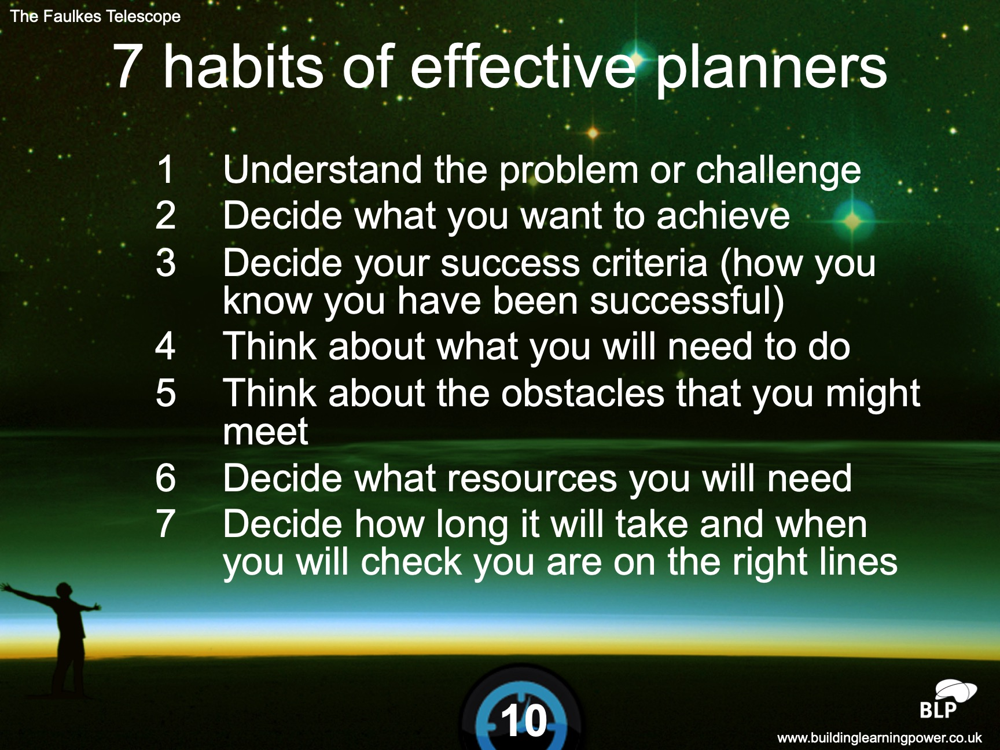 The Faulkes Telescope
7 habits of effective planners
1 Understand the problem or challenge
2 Decide what you want to achieve
3 Decide your success criteria (how you
know you have been successful)
4 Think about what you will need to do
5 Think about the obstacles that you might
meet
6 Decide what resources you will need
7 Decide how long it will take and when
you will check you are on the right lines
10
BLP
www.buildinglearningpower.co.uk